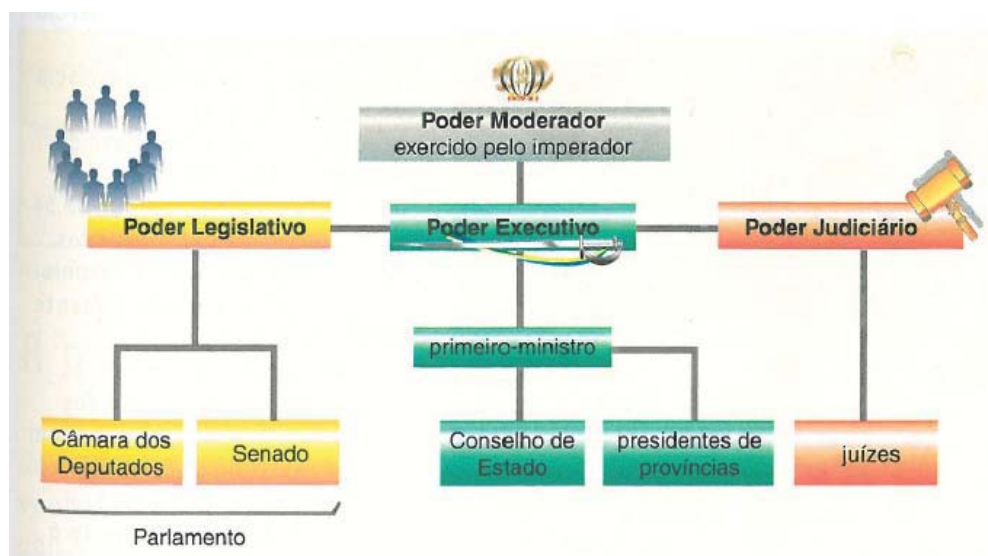 Poder Moderador
exercido pelo imperador
Poder Legislativo
Poder Executivo
Poder Judiciário
primeiro-ministro
Câmara dos
Deputados
Senado
Conselho de
Estado
presidentes de
províncias
juízes
Parlamento